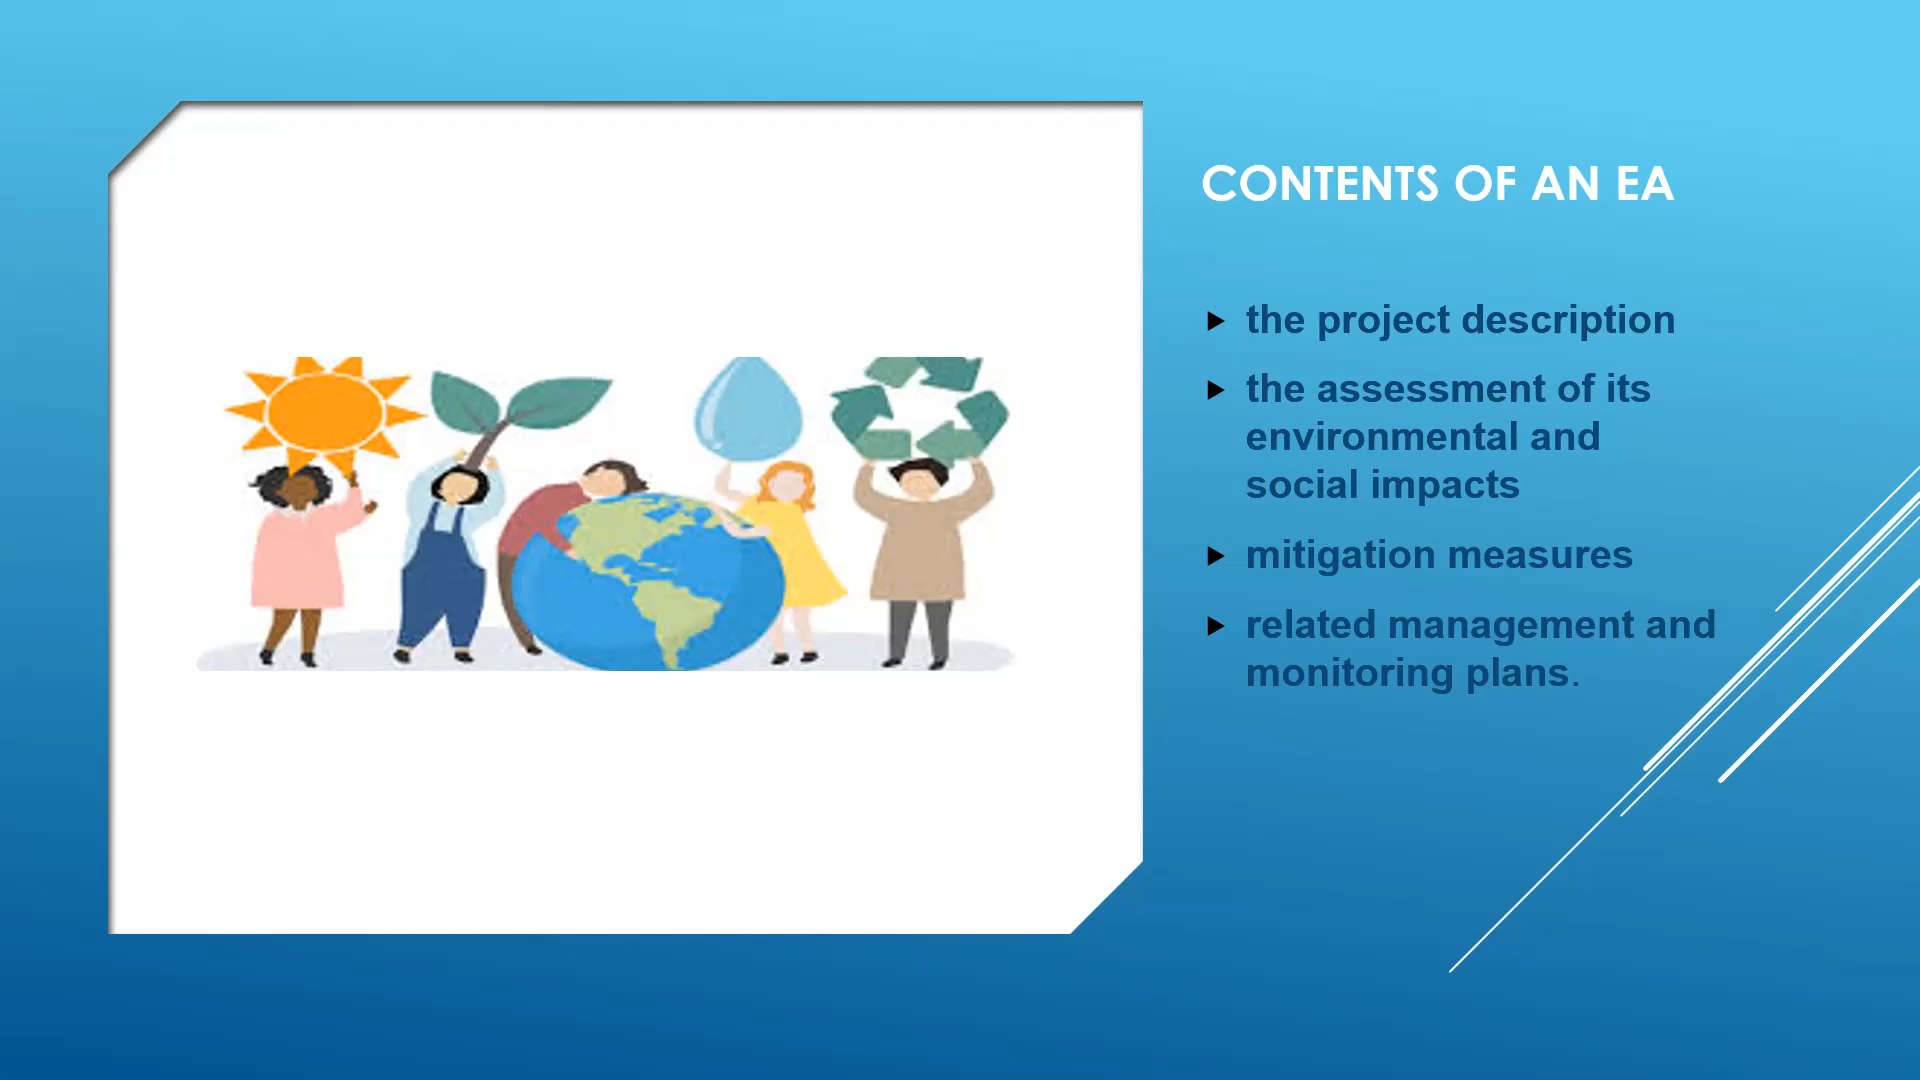 CONTENTS OF AN EA
the project description
the assessment of its
environmental and
social impacts
mitigation measures
related management and
monitoring plans.